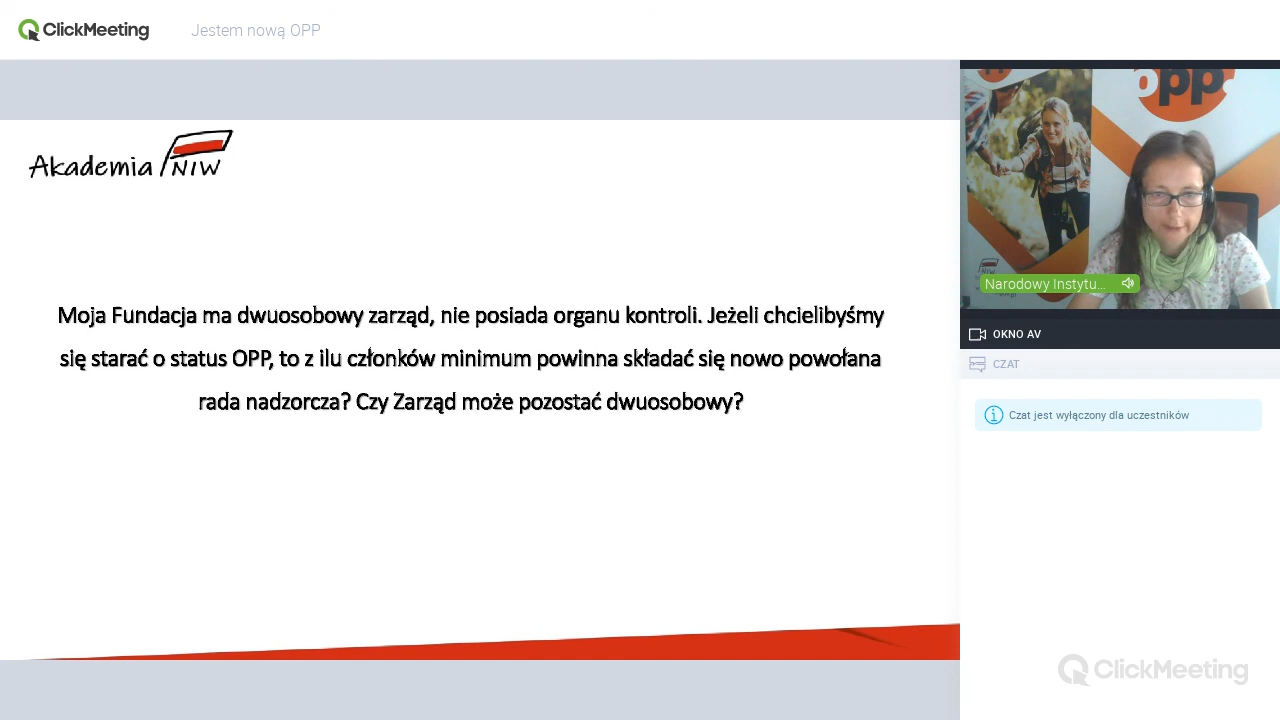 ClickMeeting
Jestem nową OPP
Akademia NIW
Moja Fundacja ma dwuosobowy zarząd, nie posiada organu kontroli. Jeżeli chcielibyśmy
się starać o status OPP, to z ilu członków minimum powinna składać się nowo powołana
rada nadzorcza? Czy Zarząd może pozostać dwuosobowy?
opp
Narodowy Instytu...
OKNO AV
CZAT
Czat jest wyłączony dla uczestników
ClickMeeting